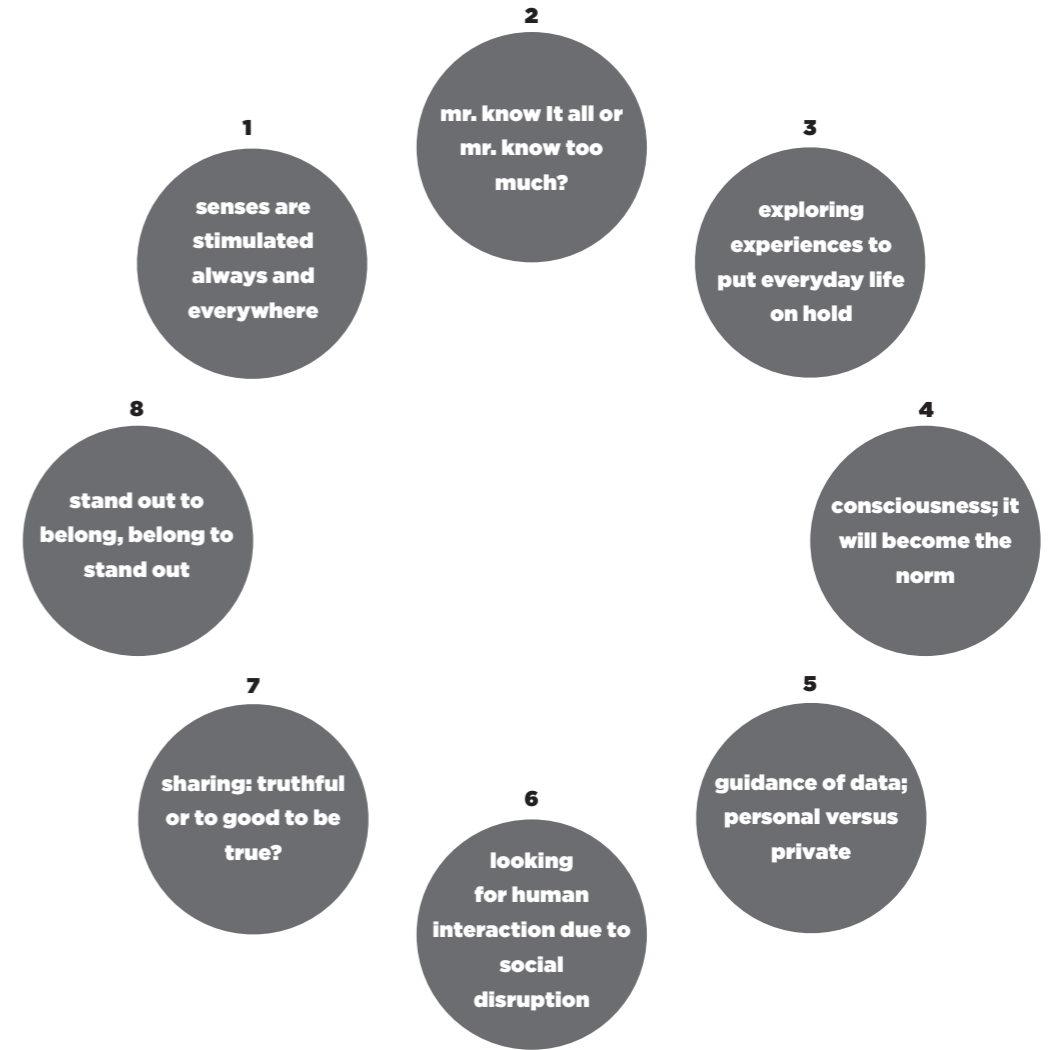 1
senses are
stimulated
always and
everywhere
2
mr. know It all or
mr. know too
much?
3
exploring
experiences to
put everyday life
on hold
4
consciousness; it
will become the
norm
5
guidance of data;
personal versus
private
6
looking
for human
interaction due to
social
disruption
7
sharing: truthful
or to good to be
true?
8
stand out to
belong, belong to
stand out